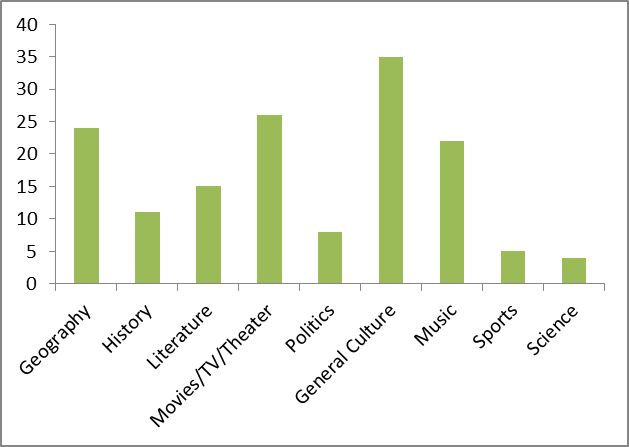 40
35
30
25
20
15
10
5
0
Geography
History
Literature
Movies/TV/Theater
Politics
General Culture
Music
Sports
Science